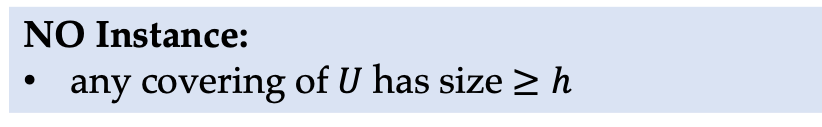 NO Instance:
• any covering of U has size ≥ h